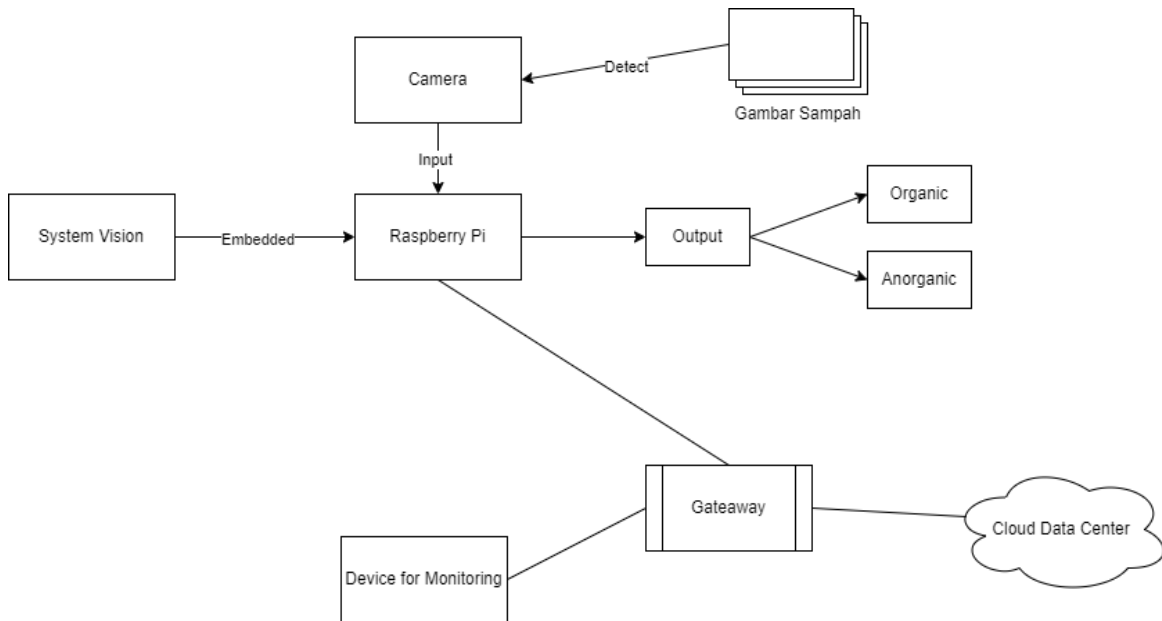 Camera
Detect
Gambar Sampah
Input
System Vision
Embedded
Raspberry Pi
Output
Organic
Anorganic
Gateaway
Cloud Data Center
Device for Monitoring